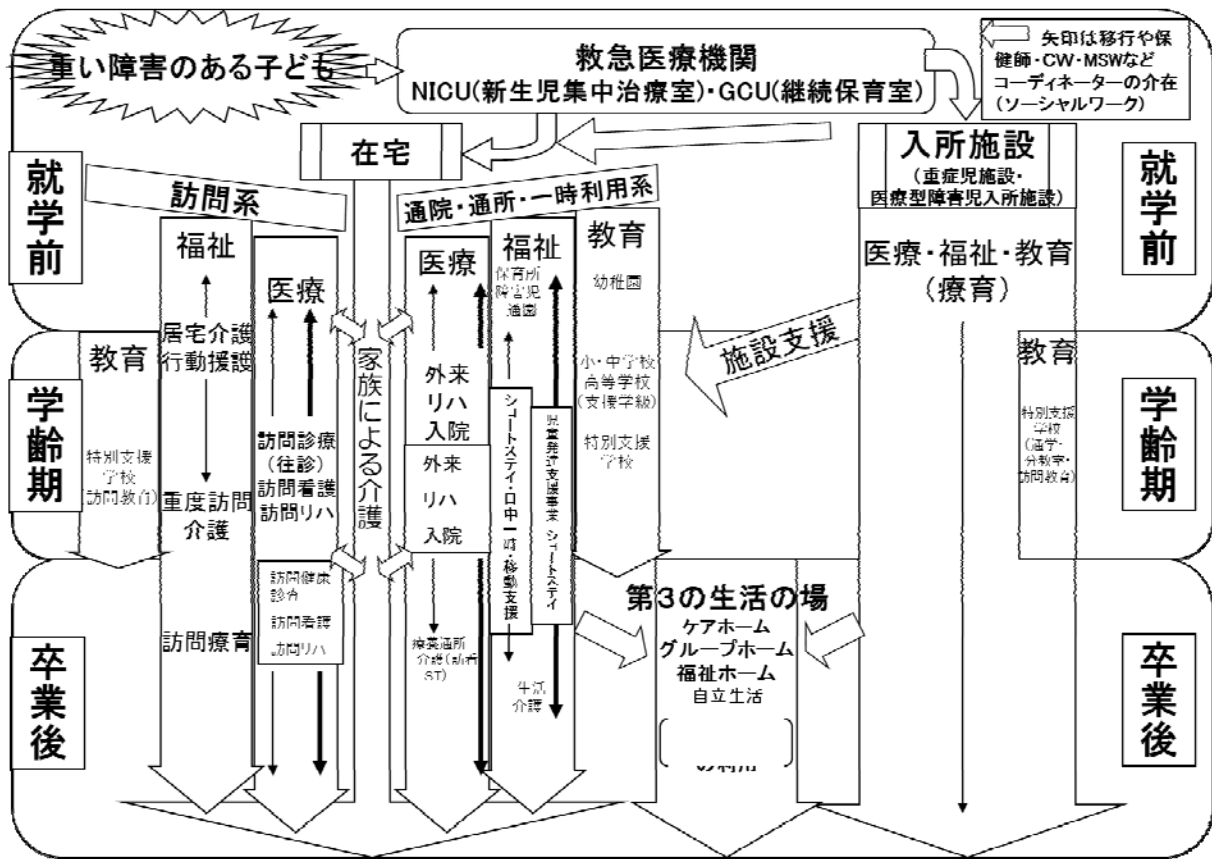 重い障害のある子ども
救急医療機関
NICU(新生児集中治療室)・GCU(継続保育室)
矢印は移行や保
健師・CW・MSWなど
コーディネーターの介在
(ソーシャルワーク)
在宅
入所施設
(重症児施設・
医療型障害児入所施設)
就学前
就学前
訪問系
通院・通所・一時利用系
福祉
医療
医療
福祉
保育所
障害児
通園
教育
幼稚園
医療・福祉・教育
(療育)
施設支援
学齢期
学齢期
教育
特別支援
学校
(訪問教育)
居宅介護
行動援護
重度訪問
介護
訪問診療
(往診)
訪問看護
訪問リハ
家族による介護
外来
リハ
入院
外来
リハ
入院
ショートステイ・日中一時・移動支援
児童発達支援事業 ショートステイ
小・中学校
高等学校
(支援学級)
特別支援
学校
教育
特別支援
学校
(通学・
分教室・
訪問教育)
卒業後
卒業後
訪問療育
訪問健康
診査
訪問看護
訪問リハ
療養通所
介護(訪看
ST)
生活
介護
第3の生活の場
ケアホーム
グループホーム
福祉ホーム
自立生活
の利用